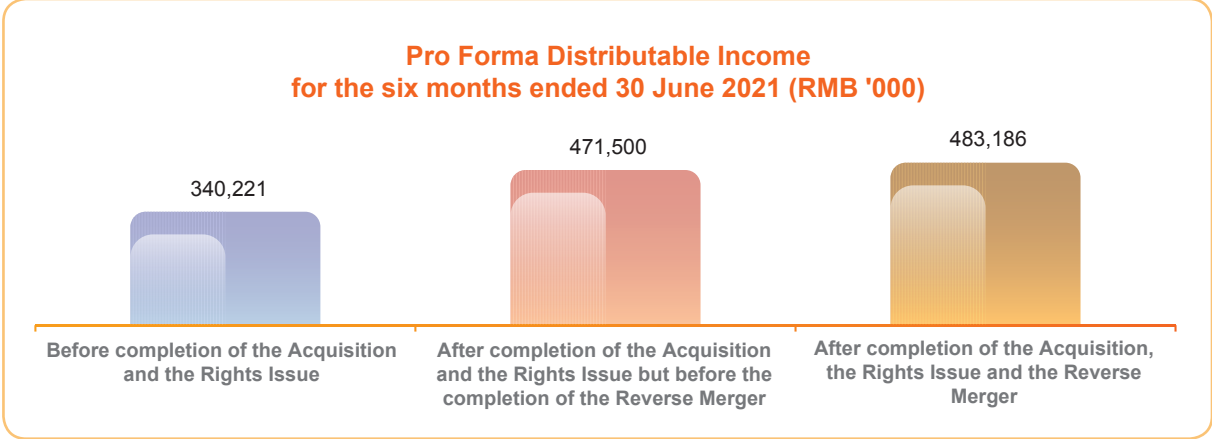 Pro Forma Distributable Income
for the six months ended 30 June 2021 (RMB '000)
340,221
471,500
483,186
Before completion of the Acquisition
and the Rights Issue
After completion of the Acquisition
and the Rights Issue but before the
completion of the Reverse Merger
After completion of the Acquisition,
the Rights Issue and the Reverse
Merger